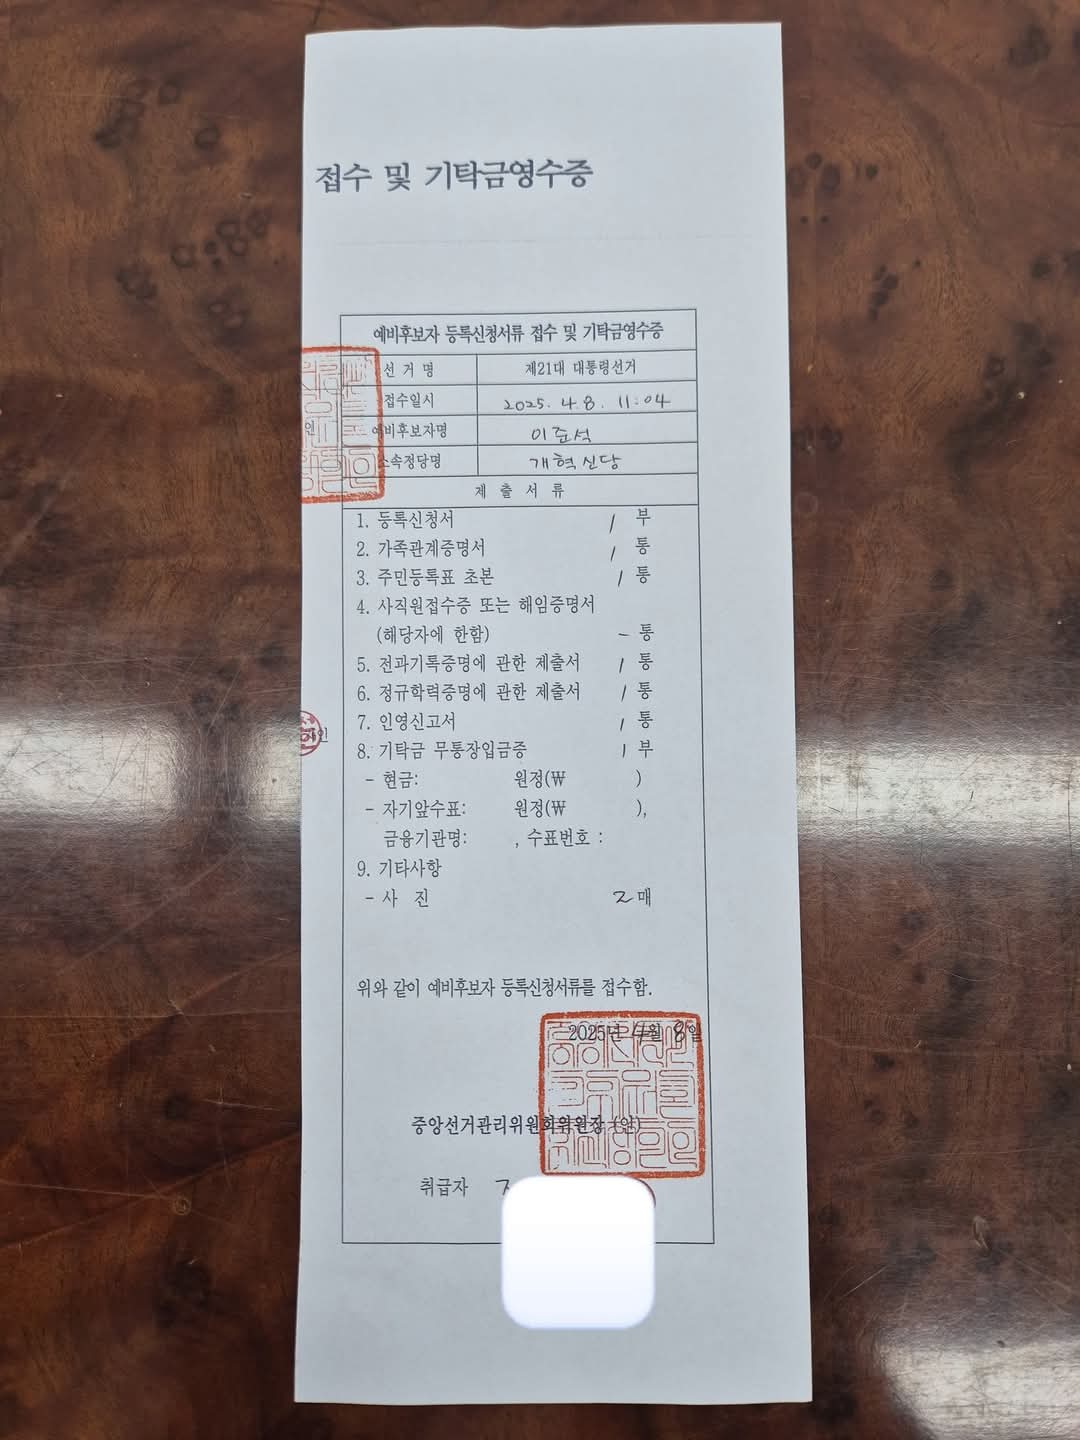 접수 및 기탁금영수증
예비후보자 등록신청서류 접수 및 기탁금영수증
선 거 명 제21대 대통령선거
접수일시 2025. 4. 8. 11:04
인 예비후보자명 이준석
소속정당명 개혁신당
제 출 서 류
1. 등록신청서 1 부
2. 가족관계증명서 1 통
3. 주민등록표 초본 1 통
4. 사직원접수증 또는 해임증명서
(해당자에 한함) - 통
5. 전과기록증명에 관한 제출서 1 통
6. 정규학력증명에 관한 제출서 1 통
7. 인영신고서 1 통
인
8. 기탁금 무통장입금증 1 부
- 현금: 원정(₩ )
- 자기앞수표: 원정(₩ ),
금융기관명: , 수표번호 :
9. 기타사항
- 사 진 2 매
위와 같이 예비후보자 등록신청서류를 접수함.
2025년 4월 8일
중앙선거관리위원회위원장 (인)
취급자